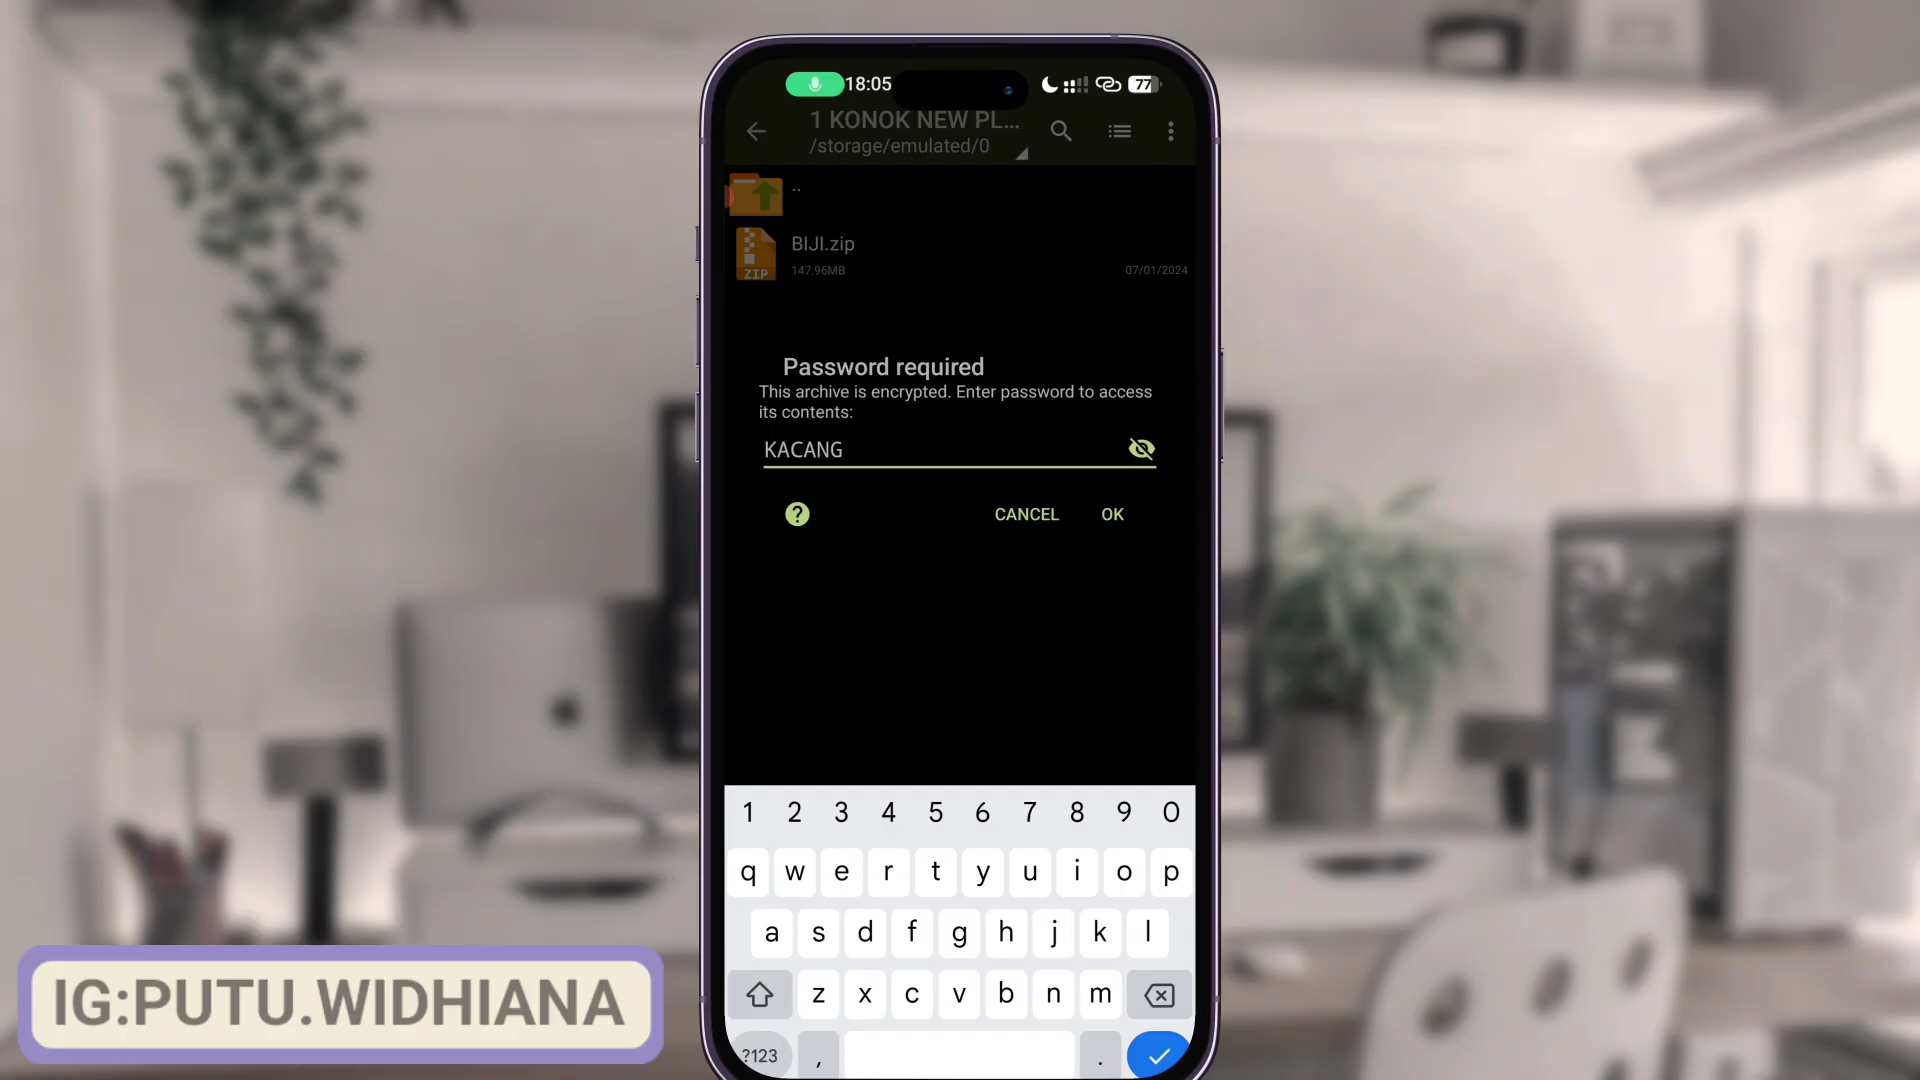 18:05
77
1 KONOK NEW PL...
/storage/emulated/0
..
BIJI.zip
147.96MB
07/01/2024
ZIP
Password required
This archive is encrypted. Enter password to access
its contents:
KACANG
?
CANCEL
OK
1 2 3 4 5 6 7 8 9 0
q w e r t y u i o p
a s d f g h j k l
z x c v b n m
?123 , .
IG:PUTU.WIDHIANA